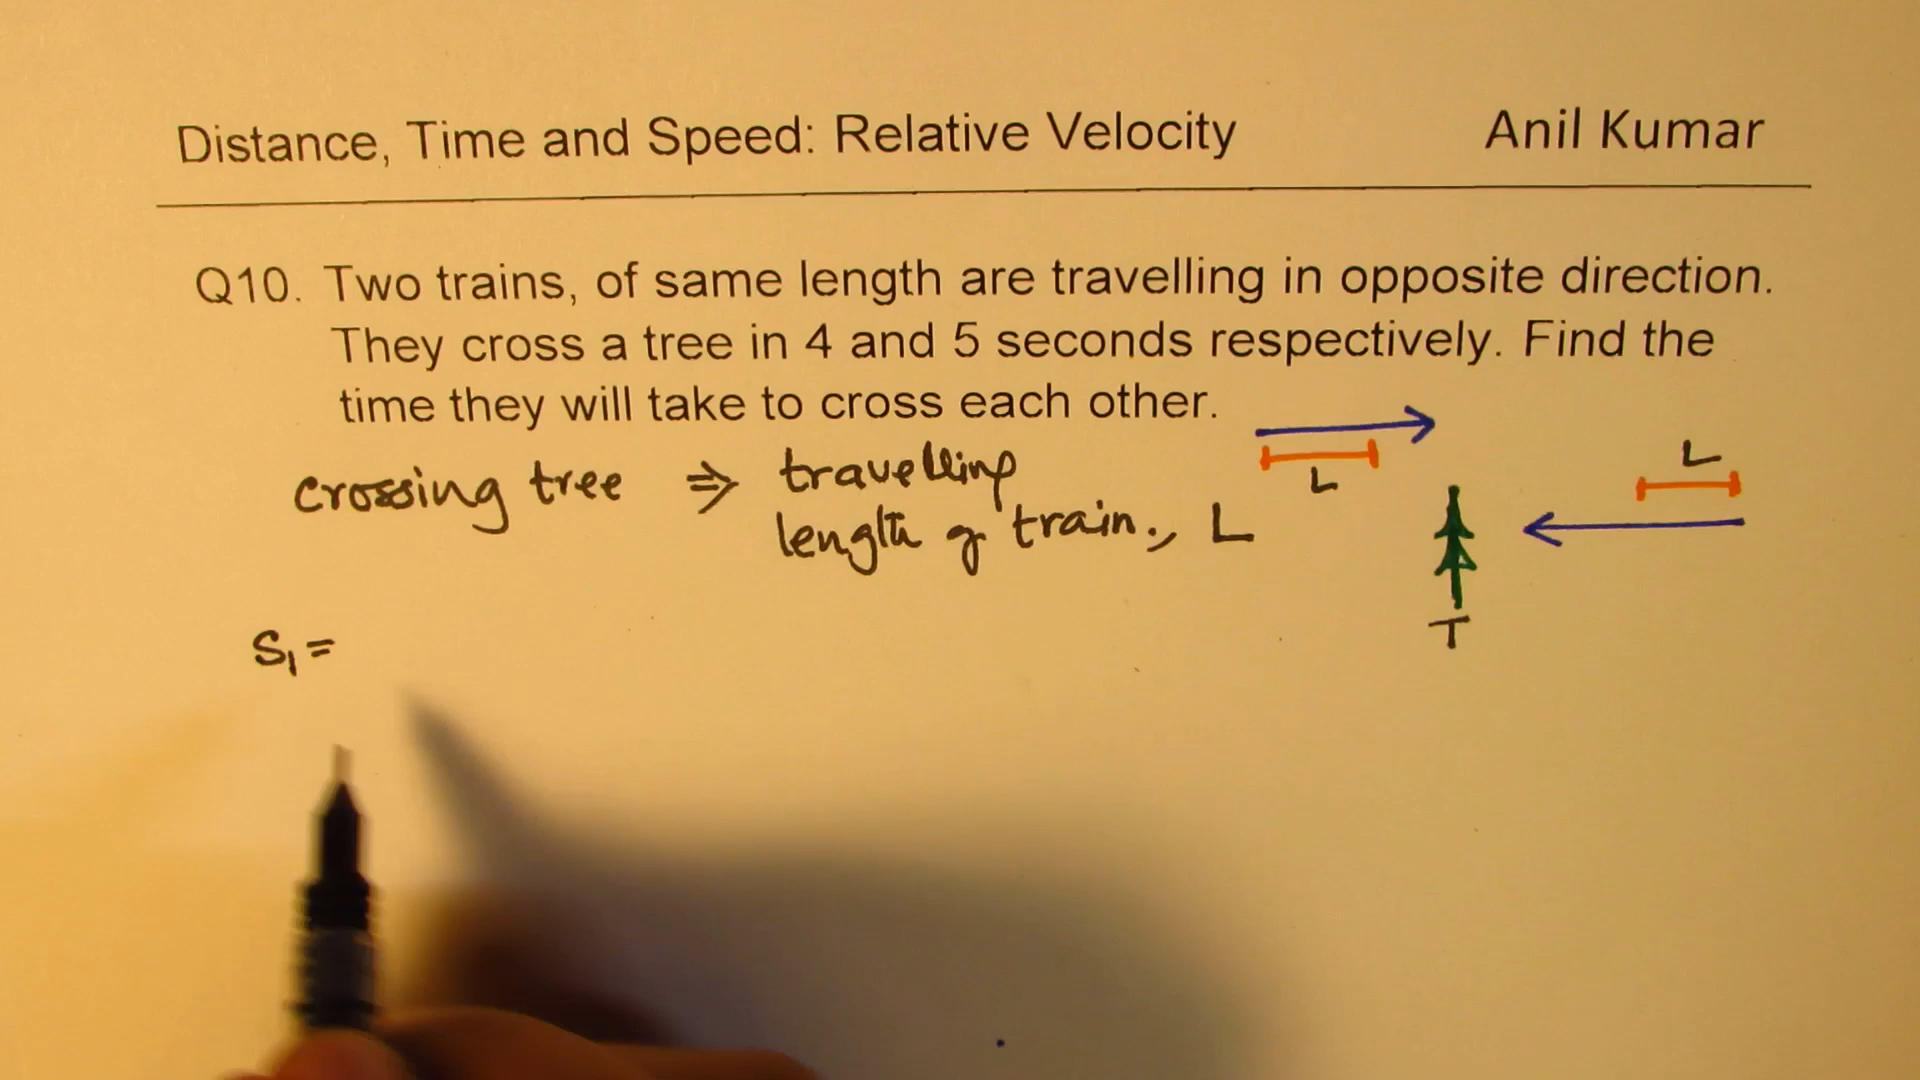 Distance, Time and Speed: Relative Velocity Anil Kumar
Q10. Two trains, of same length are travelling in opposite direction.
They cross a tree in 4 and 5 seconds respectively. Find the
time they will take to cross each other.
crossing tree ⇒ travelling
length of train., L
L
L
T
S₁ =